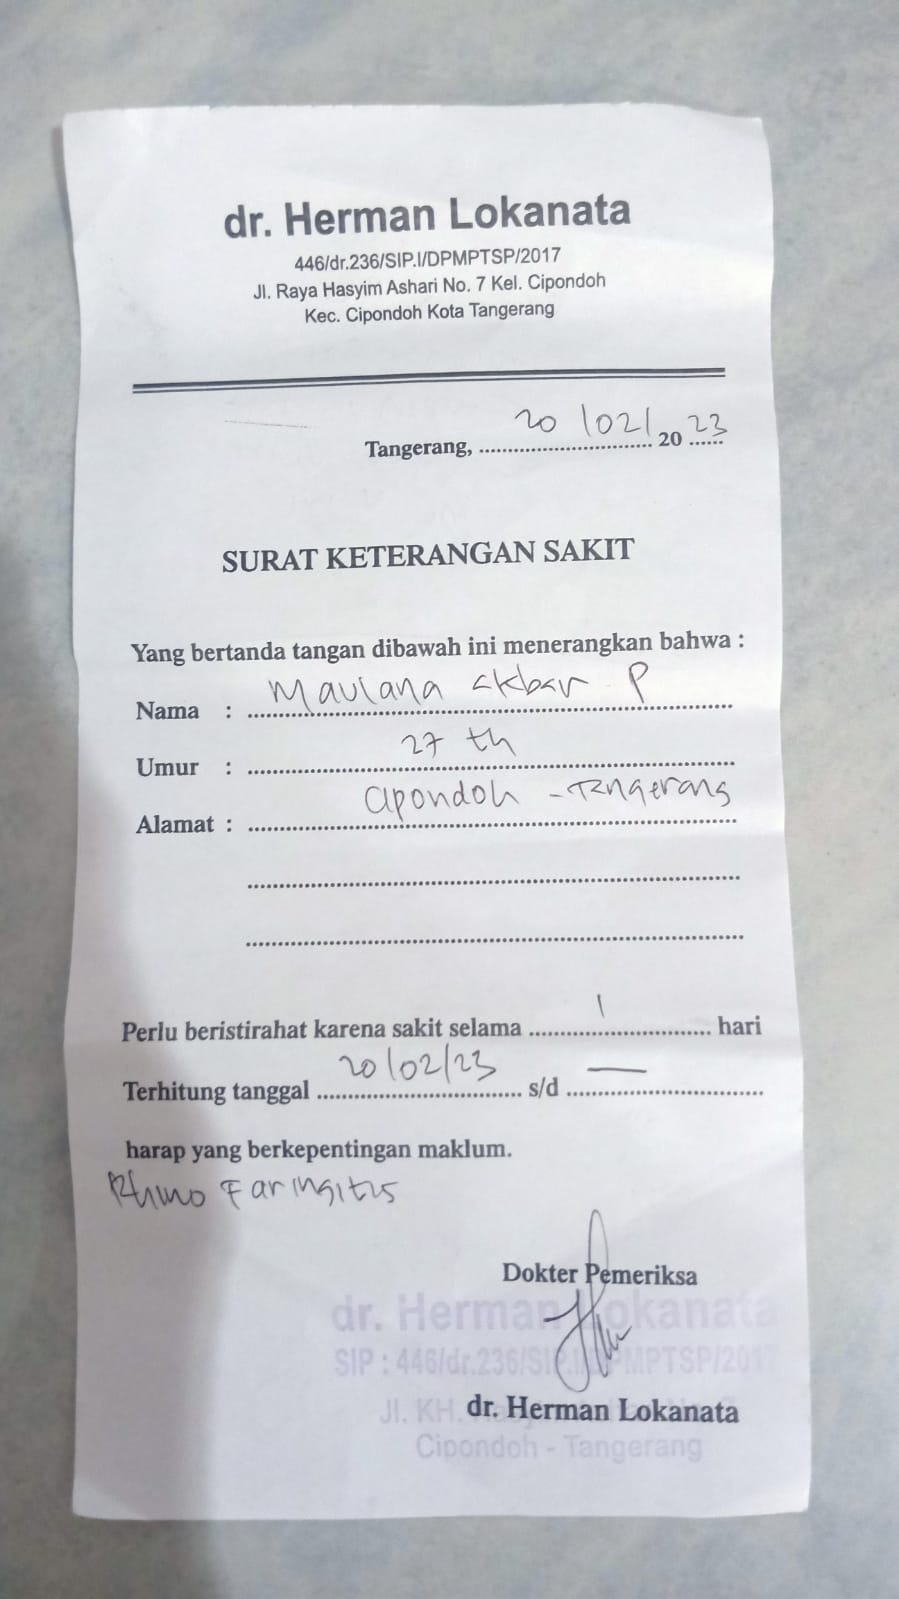 dr. Herman Lokanata
446/dr.236/SIP.I/DPMPTSP/2017
Jl. Raya Hasyim Ashari No. 7 Kel. Cipondoh
Kec. Cipondoh Kota Tangerang
Tangerang, 20/02/ 20 23
SURAT KETERANGAN SAKIT
Yang bertanda tangan dibawah ini menerangkan bahwa :
Nama : Maulana Akbar P
Umur : 27 th
Alamat : Cipondoh - Tangerang
Perlu beristirahat karena sakit selama 1 hari
Terhitung tanggal 20/02/23 s/d —
harap yang berkepentingan maklum.
Rhino Faringitis
Dokter Pemeriksa
dr. Herman Lokanata
SIP : 446/dr.236/SIP.I/DPMPTSP/2017
dr. Herman Lokanata
Jl. KH.
Cipondoh - Tangerang